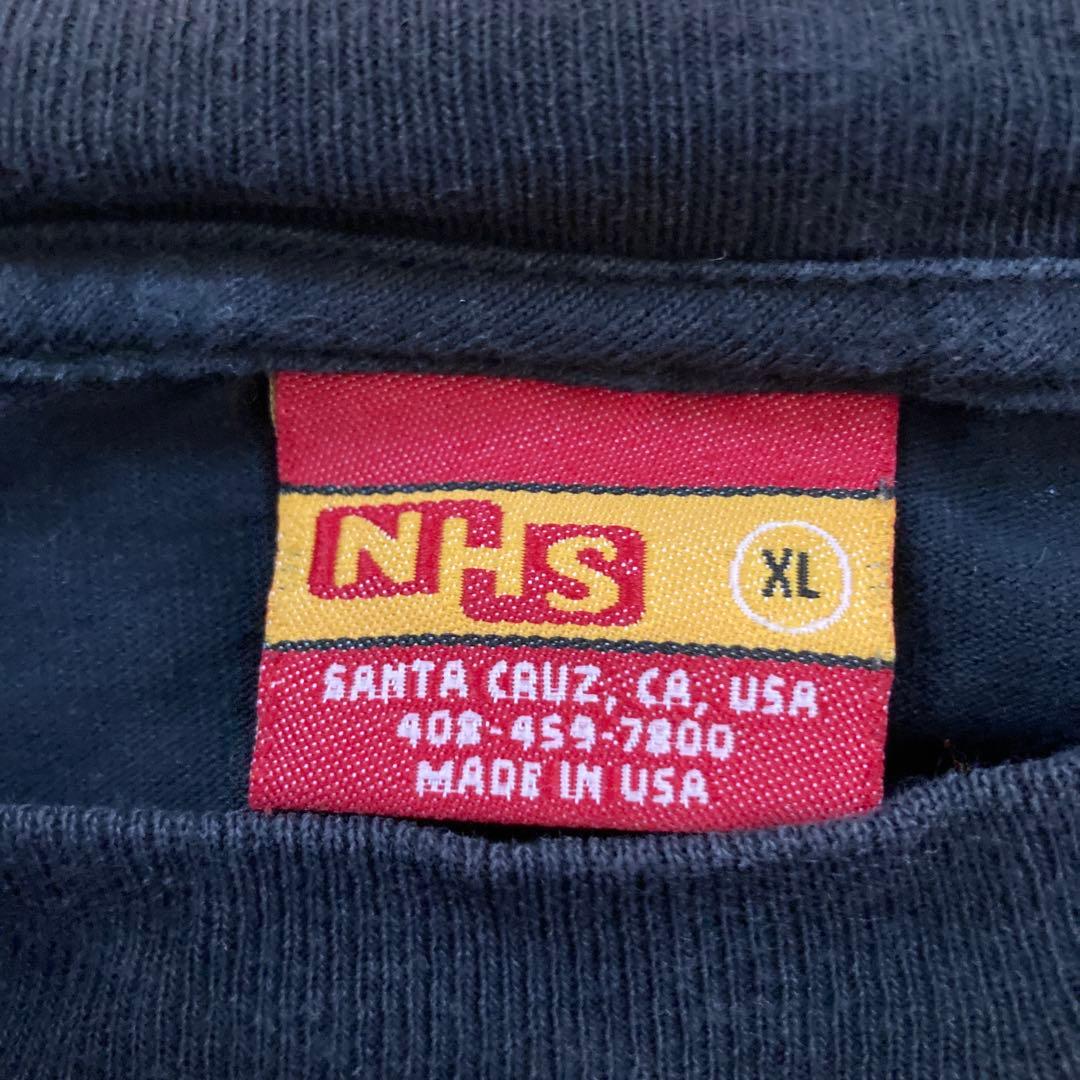 NHS
XL
SANTA CRUZ, CA, USA
408-459-7800
MADE IN USA